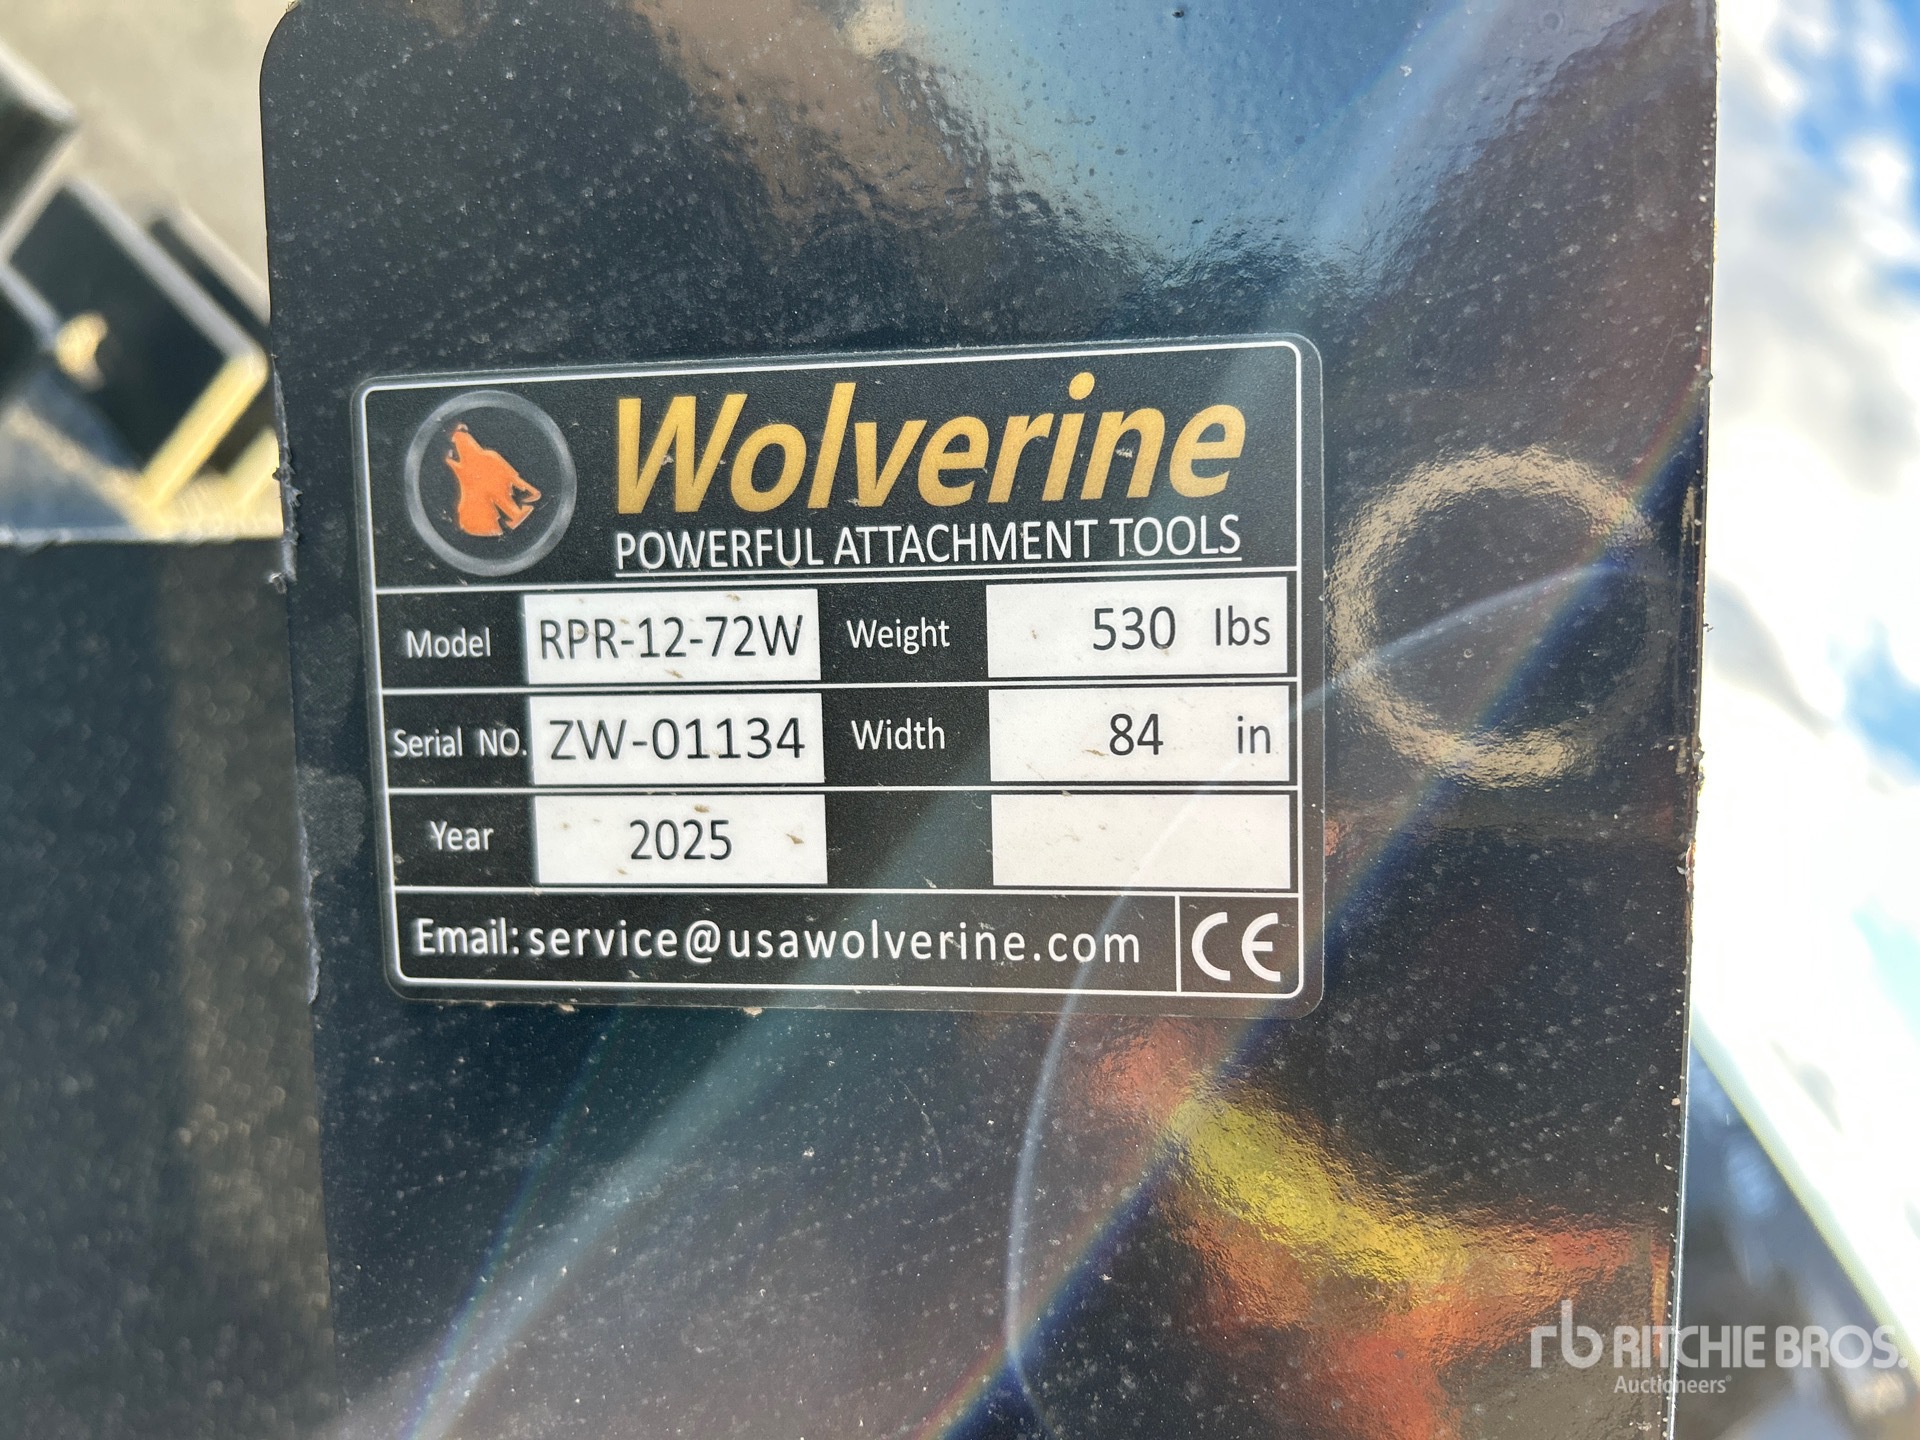 Wolverine
POWERFUL ATTACHMENT TOOLS
Model RPR-12-72W Weight 530 lbs
Serial NO. ZW-01134 Width 84 in
Year 2025
Email: service@usawolverine.com CE
rb RITCHIE BROS.
Auctioneers